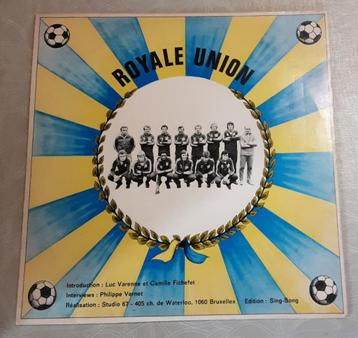 ROYALE UNION
Introduction : Luc Varenne et Camille Fichefet
Interviews : Philippe Vernet
Réalisation : Studio 67 - 405 ch. de Waterloo, 1060 Bruxelles Edition : Sing-Song